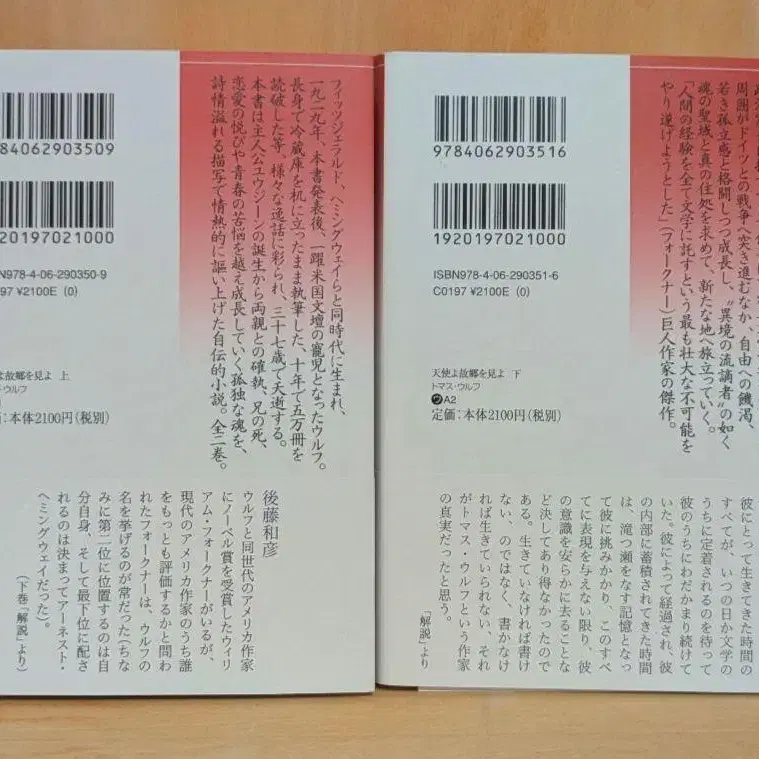 84062903509
920197021000
N978-4-06-290350-9
197 ¥2100E (0)
よ故郷を見よ 上
ウルフ
:本体2100円(税別)
フィッツジェラルド、ヘミングウェイらと同時代に生まれ、
一九二九年、本書発表後、一躍米国文壇の寵児となったウルフ。
長身で冷蔵庫を机に立ったまま執筆した、十年で五万冊を
読破した等、様々な逸話に彩られ、三十七歳で夭逝する。
本書は主人公ユウジーンの誕生から両親との確執、兄の死、
恋愛の悦びや青春の苦悩を越え成長していく孤独な魂を、
詩情溢れる描写で情熱的に謳い上げた自伝的小説。全二巻。
後藤和彦
ウルフと同世代のアメリカ作家
にノーベル賞を受賞したウィリ
アム・フォークナーがいるが、
現代のアメリカ作家のうち誰
をもっとも評価するかと問わ
れたフォークナーは、ウルフの
名を挙げるのが常だった(ちな
みに第二位に位置するのは自
分自身、そして最下位に配さ
れるのは決まってアーネスト・
ヘミングウェイだった)。
(下巻「解説」より)
9784062903516
1920197021000
ISBN978-4-06-290351-6
C0197 ¥2100E (0)
天使よ故郷を見よ 下
トマス・ウルフ
ウA2
定価:本体2100円(税別)
周囲がドイツとの戦争へ突き進むなか、自由への餓渇、
若き孤立感と格闘しつつ成長し、“異境の流謫者”の如く
魂の聖域と真の住処を求めて、新たな地へ旅立っていく。
「人間の経験を全て文学に託すという最も壮大な不可能を
やり遂げようとした」(フォークナー)巨人作家の傑作。
彼にとって生きてきた時間の
すべてが、いつの日か文学の
うちに定着されるのを待って
彼のうちにわだかまり続けて
いた。彼によって経過され、彼
の内部に蓄積されてきた時間
は、滝つ瀬をなす記憶となっ
て彼に挑みかかり、このすべ
てに表現を与えない限り、彼
の意識を安らかに去ることな
ど決してあり得なかったので
ある。生きていなければ書け
ない、のではなく、書かなけ
れば生きていられない、それ
がトマス・ウルフという作家
の真実だったと思う。
「解説」より